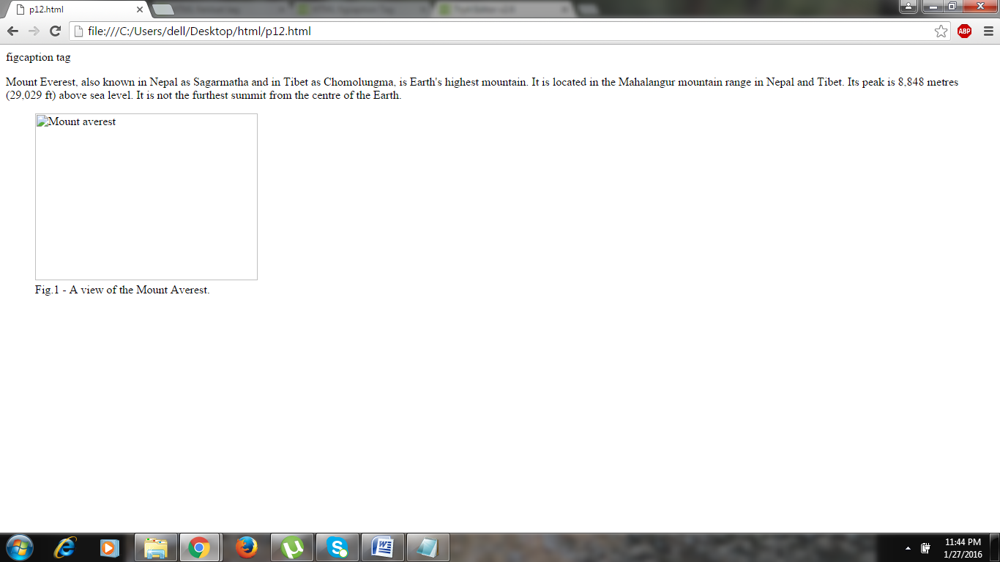 p12.html
file:///C:/Users/dell/Desktop/html/p12.html
ABP
figcaption tag
Mount Everest, also known in Nepal as Sagarmatha and in Tibet as Chomolungma, is Earth's highest mountain. It is located in the Mahalangur mountain range in Nepal and Tibet. Its peak is 8,848 metres
(29,029 ft) above sea level. It is not the furthest summit from the centre of the Earth.
Mount averest
Fig.1 - A view of the Mount Averest.
11:44 PM
1/27/2016